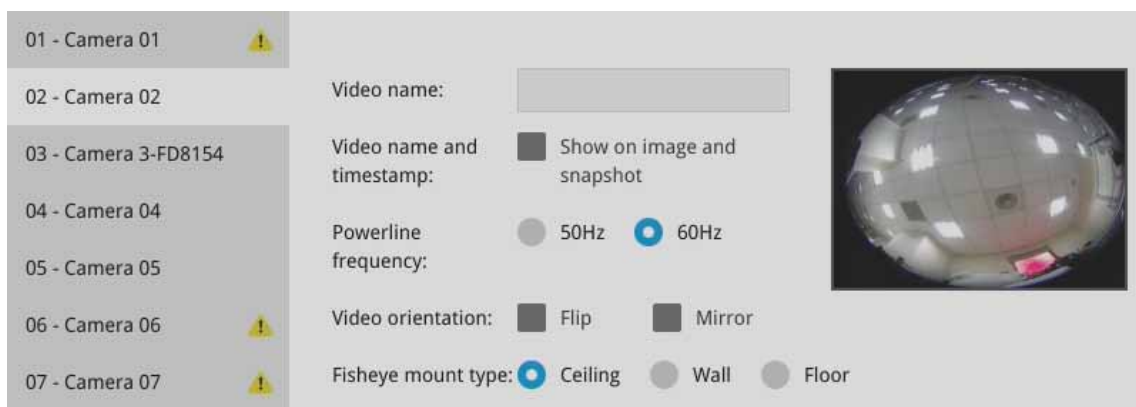 01 - Camera 01
02 - Camera 02
03 - Camera 3-FD8154
04 - Camera 04
05 - Camera 05
06 - Camera 06
07 - Camera 07
Video name:
Video name and
timestamp:
Show on image and
snapshot
Powerline
frequency:
50Hz 60Hz
Video orientation: Flip Mirror
Fisheye mount type: Ceiling Wall Floor